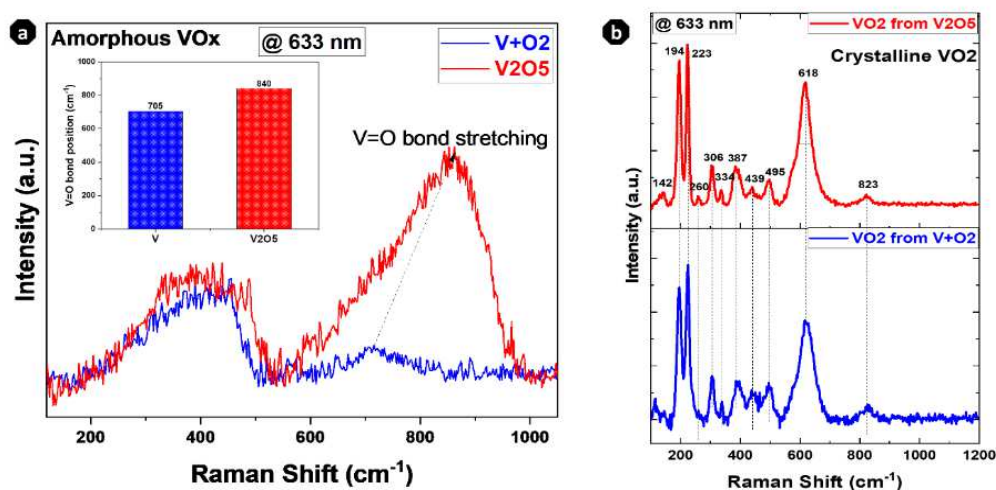 a
Amorphous VOx
@ 633 nm
V+O2
V2O5
V=O bond position (cm-1)
1000
800
600
400
200
0
705
840
V
V2O5
V=O bond stretching
Intensity (a.u.)
200
400
600
800
1000
Raman Shift (cm-1)
b
@ 633 nm
VO2 from V2O5
Crystalline VO2
194
223
618
142
260
306
334
387
439
495
823
VO2 from V+O2
Intensity (a.u.)
200
400
600
800
1000
1200
Raman Shift (cm-1)